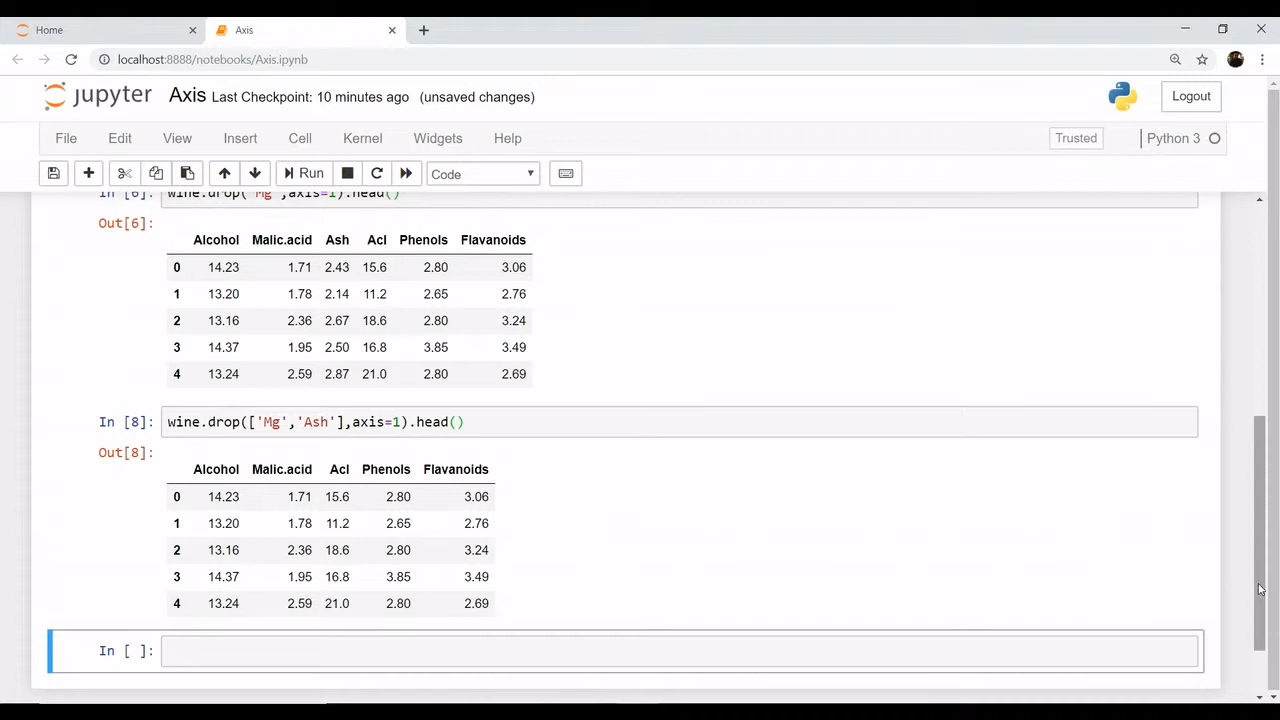 Home
Axis
localhost:8888/notebooks/Axis.ipynb
jupyter Axis Last Checkpoint: 10 minutes ago (unsaved changes)
Logout
File Edit View Insert Cell Kernel Widgets Help
Trusted Python 3
Run Code
In [6]: wine.drop('Mg',axis=1).head()
Out[6]:
Alcohol Malic.acid Ash Acl Phenols Flavanoids
0 14.23 1.71 2.43 15.6 2.80 3.06
1 13.20 1.78 2.14 11.2 2.65 2.76
2 13.16 2.36 2.67 18.6 2.80 3.24
3 14.37 1.95 2.50 16.8 3.85 3.49
4 13.24 2.59 2.87 21.0 2.80 2.69
In [8]: wine.drop(['Mg','Ash'],axis=1).head()
Out[8]:
Alcohol Malic.acid Acl Phenols Flavanoids
0 14.23 1.71 15.6 2.80 3.06
1 13.20 1.78 11.2 2.65 2.76
2 13.16 2.36 18.6 2.80 3.24
3 14.37 1.95 16.8 3.85 3.49
4 13.24 2.59 21.0 2.80 2.69
In [ ]: